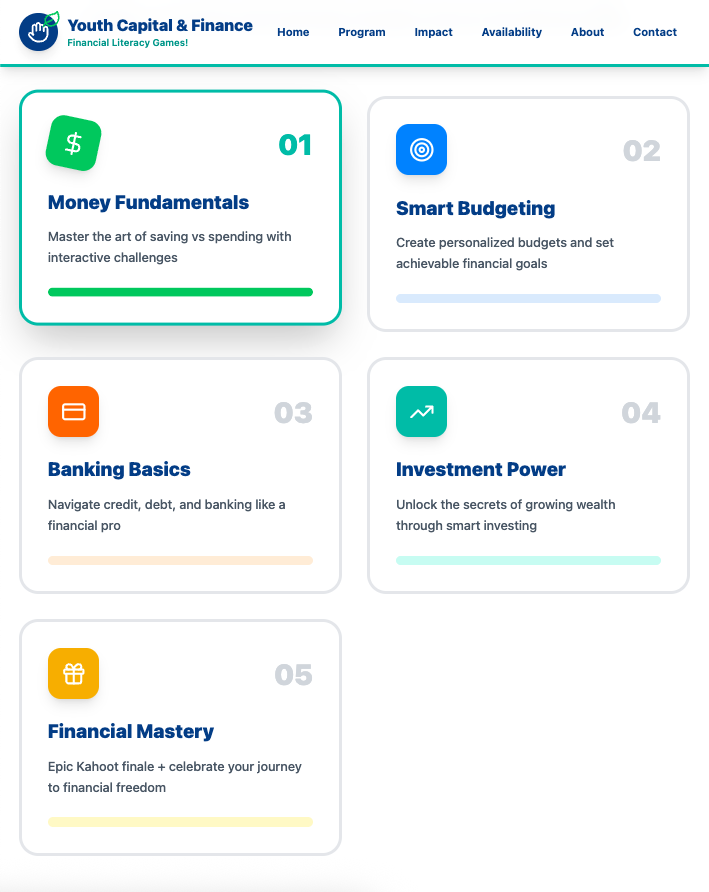 Youth Capital & Finance
Financial Literacy Games!
Home Program Impact Availability About Contact
01
Money Fundamentals
Master the art of saving vs spending with
interactive challenges
02
Smart Budgeting
Create personalized budgets and set
achievable financial goals
03
Banking Basics
Navigate credit, debt, and banking like a
financial pro
04
Investment Power
Unlock the secrets of growing wealth
through smart investing
05
Financial Mastery
Epic Kahoot finale + celebrate your journey
to financial freedom